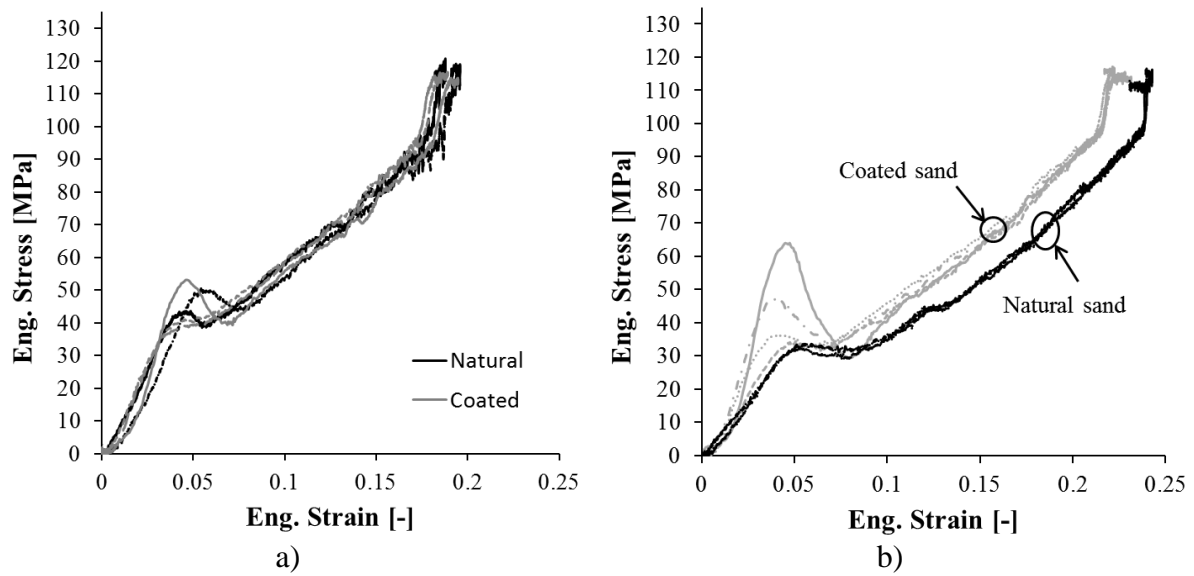 130
120
110
100
90
80
70
60
50
40
30
20
10
0
Eng. Stress [MPa]
Natural
Coated
0 0.05 0.1 0.15 0.2 0.25
Eng. Strain [-]
a)
130
120
110
100
90
80
70
60
50
40
30
20
10
0
Eng. Stress [MPa]
Coated sand
Natural sand
0 0.05 0.1 0.15 0.2 0.25
Eng. Strain [-]
b)